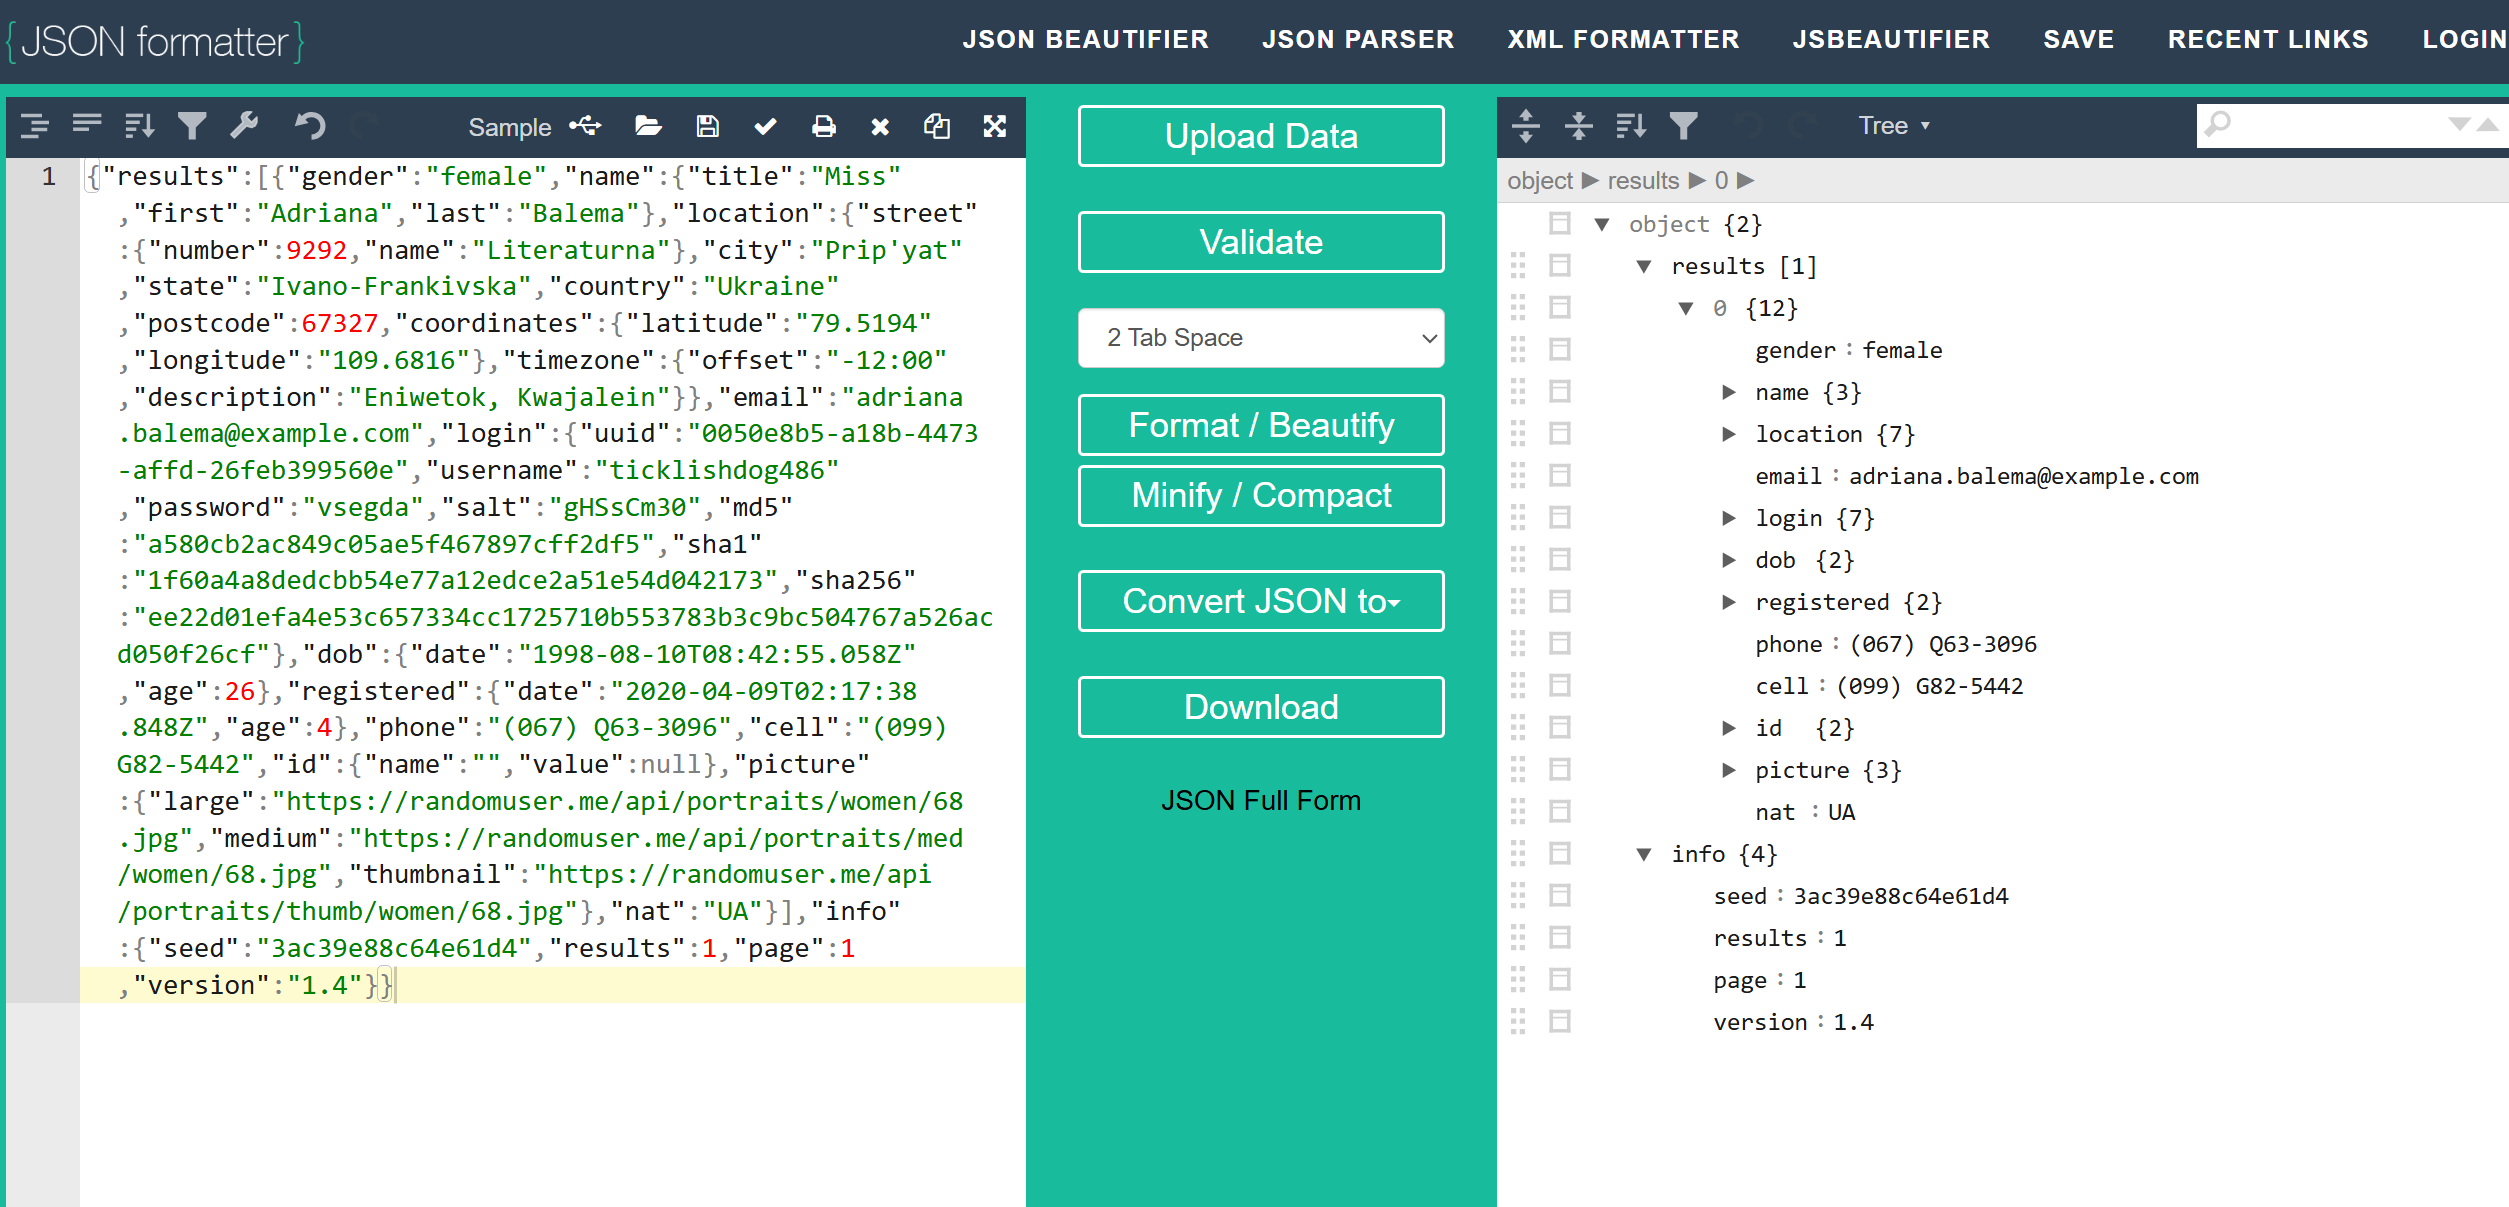 {JSON formatter}
JSON BEAUTIFIER JSON PARSER XML FORMATTER JSBEAUTIFIER SAVE RECENT LINKS LOGIN
Sample
1
{"results":[{"gender":"female","name":{"title":"Miss"
,"first":"Adriana","last":"Balema"},"location":{"street"
:{"number":9292,"name":"Literaturna"},"city":"Prip'yat"
,"state":"Ivano-Frankivska","country":"Ukraine"
,"postcode":67327,"coordinates":{"latitude":"79.5194"
,"longitude":"109.6816"},"timezone":{"offset":"-12:00"
,"description":"Eniwetok, Kwajalein"}},"email":"adriana
.balema@example.com","login":{"uuid":"0050e8b5-a18b-4473
-affd-26feb399560e","username":"ticklishdog486"
,"password":"vsegda","salt":"gHSsCm30","md5"
:"a580cb2ac849c05ae5f467897cff2df5","sha1"
:"1f60a4a8dedcbb54e77a12edce2a51e54d042173","sha256"
:"ee22d01efa4e53c657334cc1725710b553783b3c9bc504767a526ac
d050f26cf"},"dob":{"date":"1998-08-10T08:42:55.058Z"
,"age":26},"registered":{"date":"2020-04-09T02:17:38
.848Z","age":4},"phone":"(067) Q63-3096","cell":"(099)
G82-5442","id":{"name":"","value":null},"picture"
:{"large":"https://randomuser.me/api/portraits/women/68
.jpg","medium":"https://randomuser.me/api/portraits/med
/women/68.jpg","thumbnail":"https://randomuser.me/api
/portraits/thumb/women/68.jpg"},"nat":"UA"}],"info"
:{"seed":"3ac39e88c64e61d4","results":1,"page":1
,"version":"1.4"}}
Upload Data
Validate
2 Tab Space
Format / Beautify
Minify / Compact
Convert JSON to
Download
JSON Full Form
Tree
object ► results ► 0 ►
object {2}
results [1]
0 {12}
gender : female
name {3}
location {7}
email : adriana.balema@example.com
login {7}
dob {2}
registered {2}
phone : (067) Q63-3096
cell : (099) G82-5442
id {2}
picture {3}
nat : UA
info {4}
seed : 3ac39e88c64e61d4
results : 1
page : 1
version : 1.4